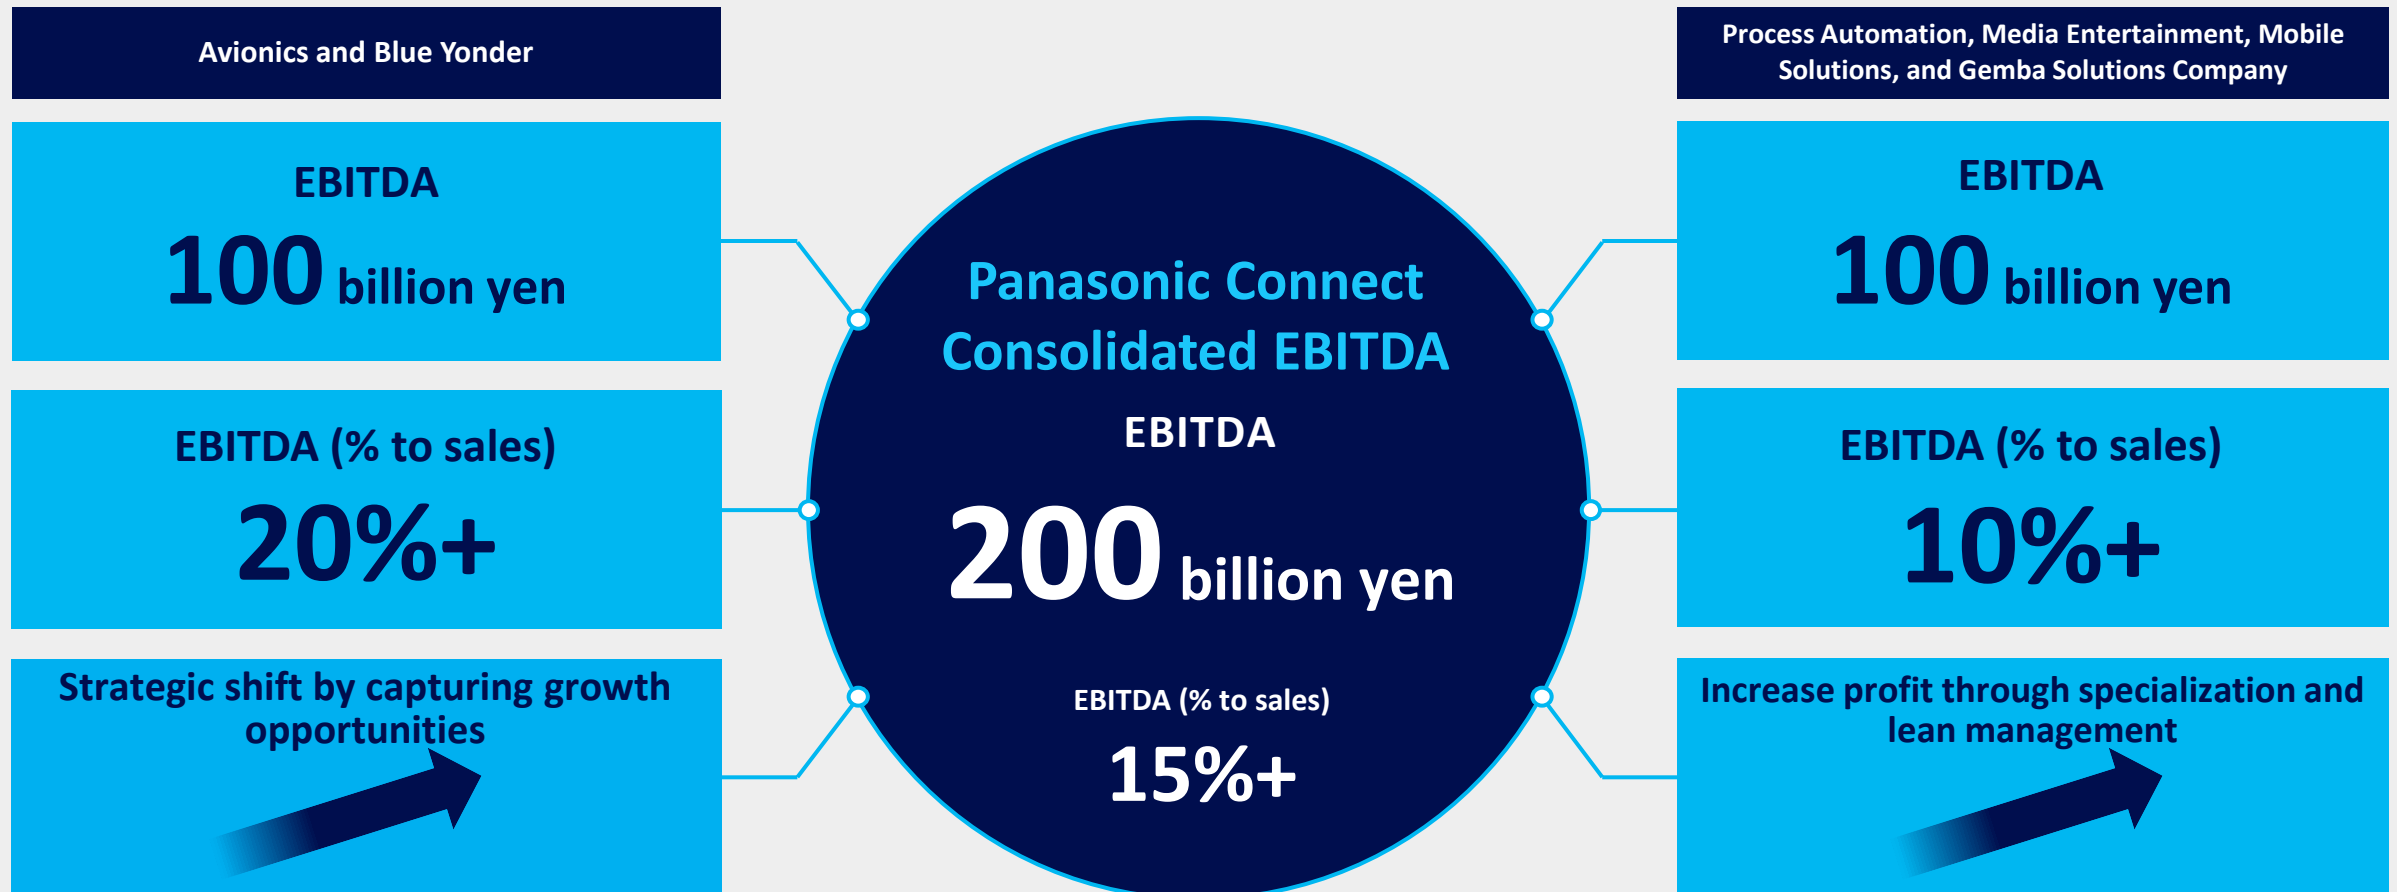 Avionics and Blue Yonder
EBITDA
100 billion yen
EBITDA (% to sales)
20%+
Strategic shift by capturing growth
opportunities
Panasonic Connect
Consolidated EBITDA
EBITDA
200 billion yen
EBITDA (% to sales)
15%+
Process Automation, Media Entertainment, Mobile
Solutions, and Gemba Solutions Company
EBITDA
100 billion yen
EBITDA (% to sales)
10%+
Increase profit through specialization and
lean management